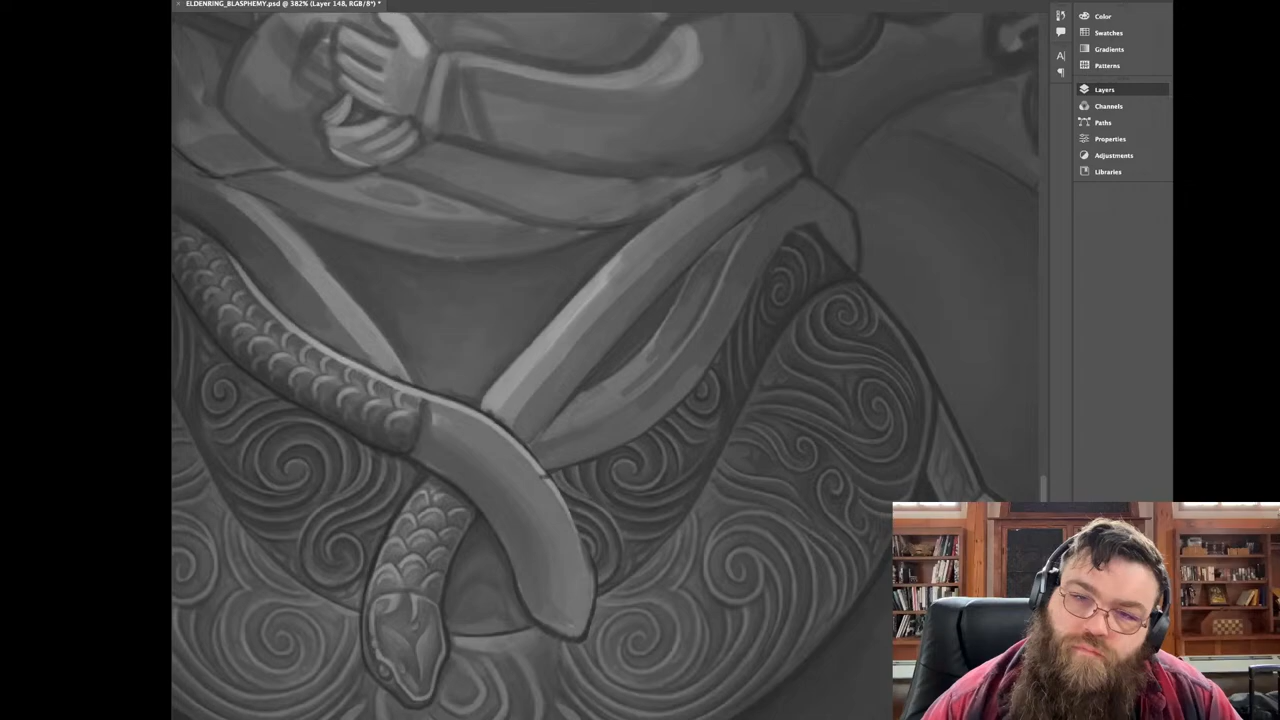 × ELDENRING_BLASPHEMY.psd @ 382% (Layer 148, RGB/8*) *
Color
Swatches
Gradients
Patterns
Layers
Channels
Paths
Properties
Adjustments
Libraries